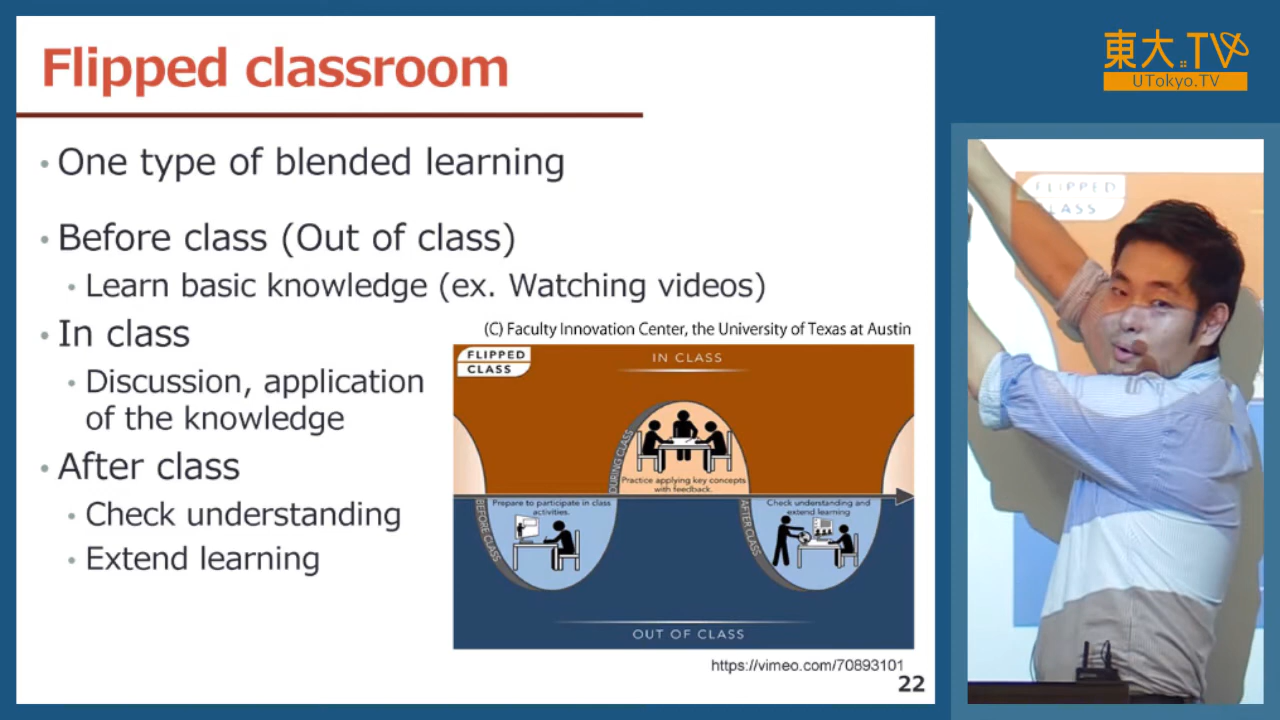 Flipped classroom
• One type of blended learning
• Before class (Out of class)
• Learn basic knowledge (ex. Watching videos)
• In class
• Discussion, application
of the knowledge
• After class
• Check understanding
• Extend learning
(C) Faculty Innovation Center, the University of Texas at Austin
FLIPPED
CLASS
IN CLASS
DURING CLASS
Practice applying key concepts
with feedback.
BEFORE CLASS
Prepare to participate in class
activities.
AFTER CLASS
Check understanding and
extend learning
OUT OF CLASS
https://vimeo.com/70893101
22
東大.TV
UTokyo.TV
FLIPPED
CLASS